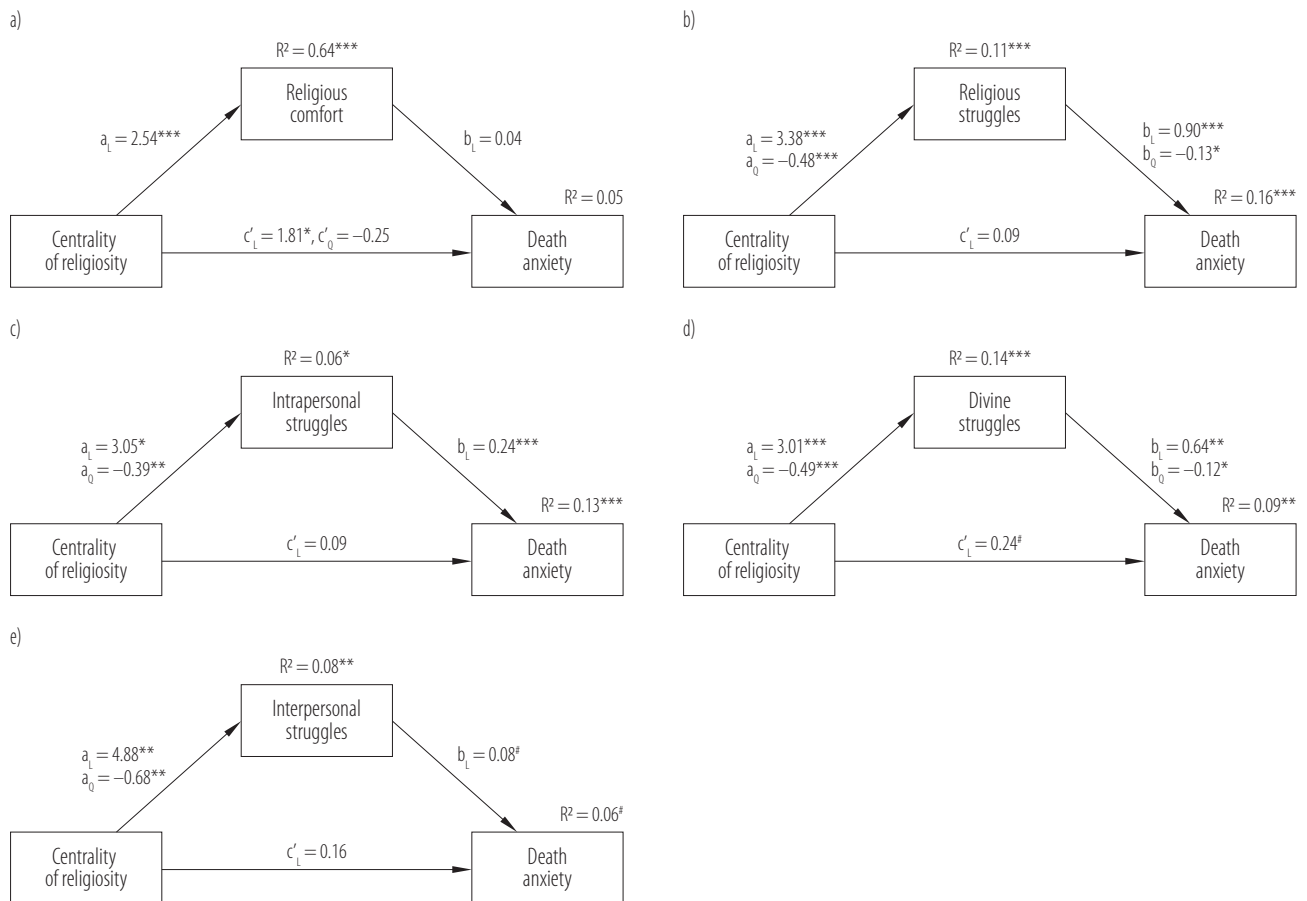 a)
R² = 0.64***
Religious
comfort
a_L = 2.54***
b_L = 0.04
R² = 0.05
Centrality
of religiosity
c'_L = 1.81*, c'_Q = −0.25
Death
anxiety
b)
R² = 0.11***
Religious
struggles
a_L = 3.38***
a_Q = −0.48***
b_L = 0.90***
b_Q = −0.13*
R² = 0.16***
Centrality
of religiosity
c'_L = 0.09
Death
anxiety
c)
R² = 0.06*
Intrapersonal
struggles
a_L = 3.05*
a_Q = −0.39**
b_L = 0.24***
R² = 0.13***
Centrality
of religiosity
c'_L = 0.09
Death
anxiety
d)
R² = 0.14***
Divine
struggles
a_L = 3.01***
a_Q = −0.49***
b_L = 0.64**
b_Q = −0.12*
R² = 0.09**
Centrality
of religiosity
c'_L = 0.24#
Death
anxiety
e)
R² = 0.08**
Interpersonal
struggles
a_L = 4.88**
a_Q = −0.68**
b_L = 0.08#
R² = 0.06#
Centrality
of religiosity
c'_L = 0.16
Death
anxiety